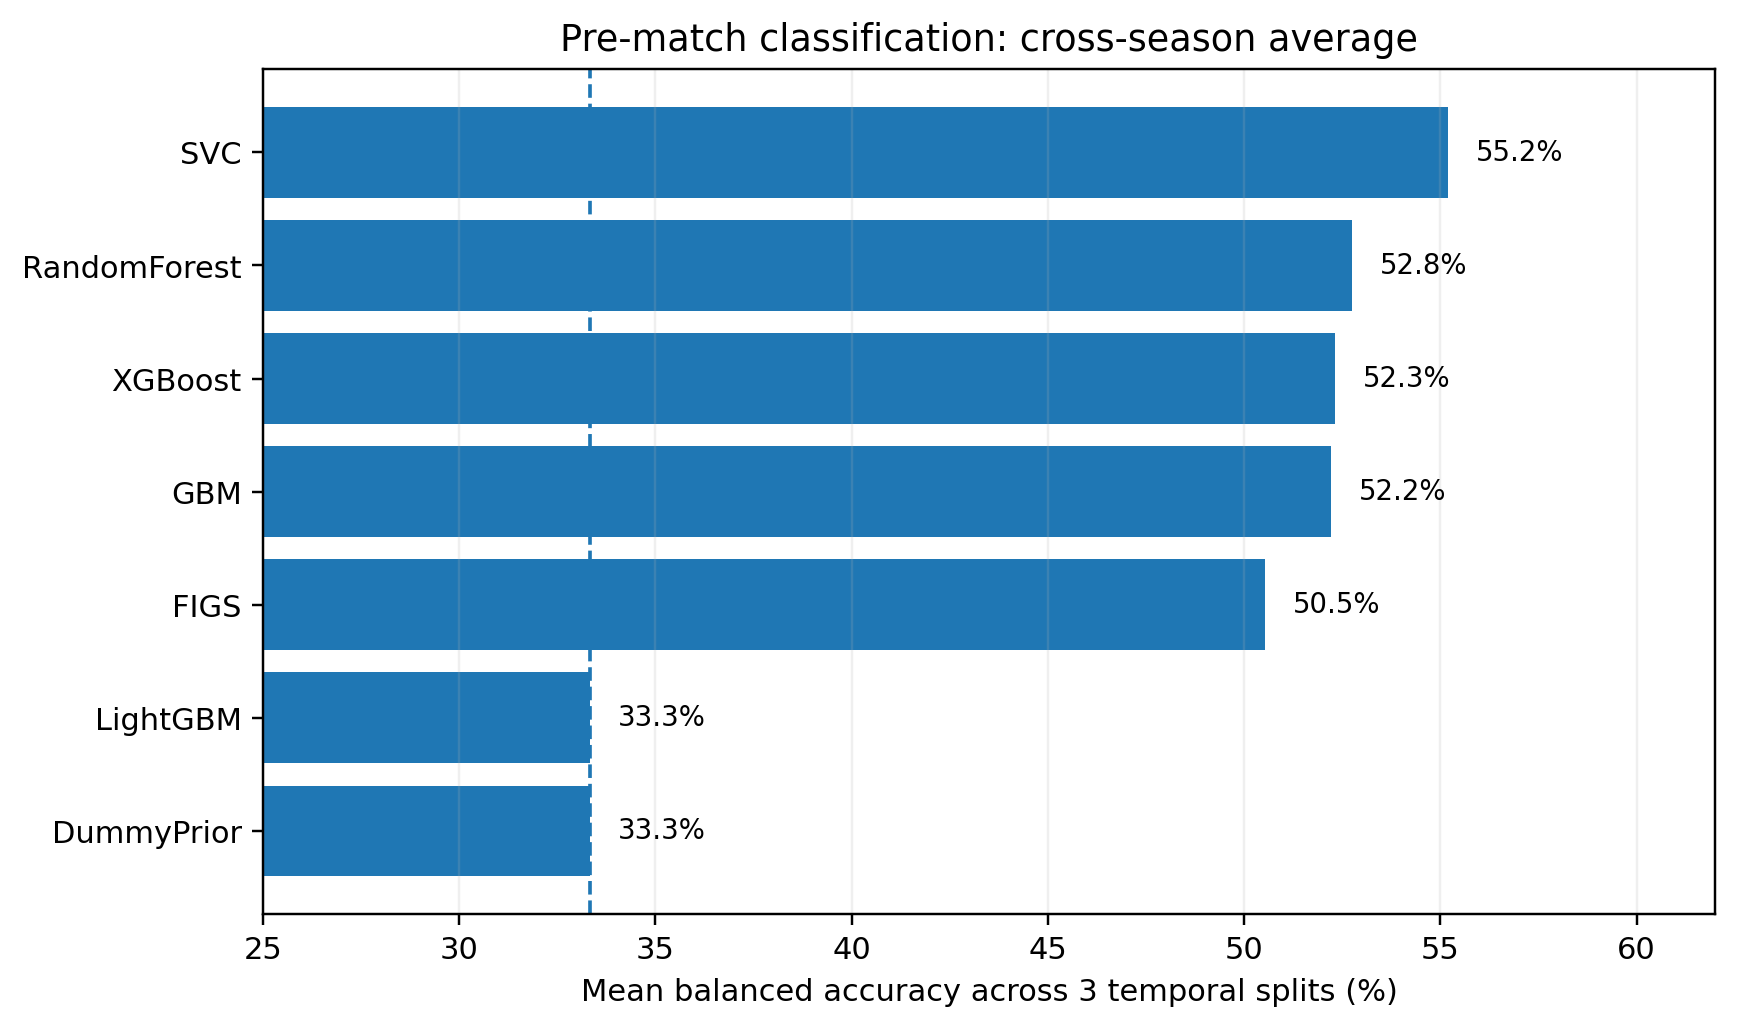 Pre-match classification: cross-season average
SVC
55.2%
RandomForest
52.8%
XGBoost
52.3%
GBM
52.2%
FIGS
50.5%
LightGBM
33.3%
DummyPrior
33.3%
25 30 35 40 45 50 55 60
Mean balanced accuracy across 3 temporal splits (%)